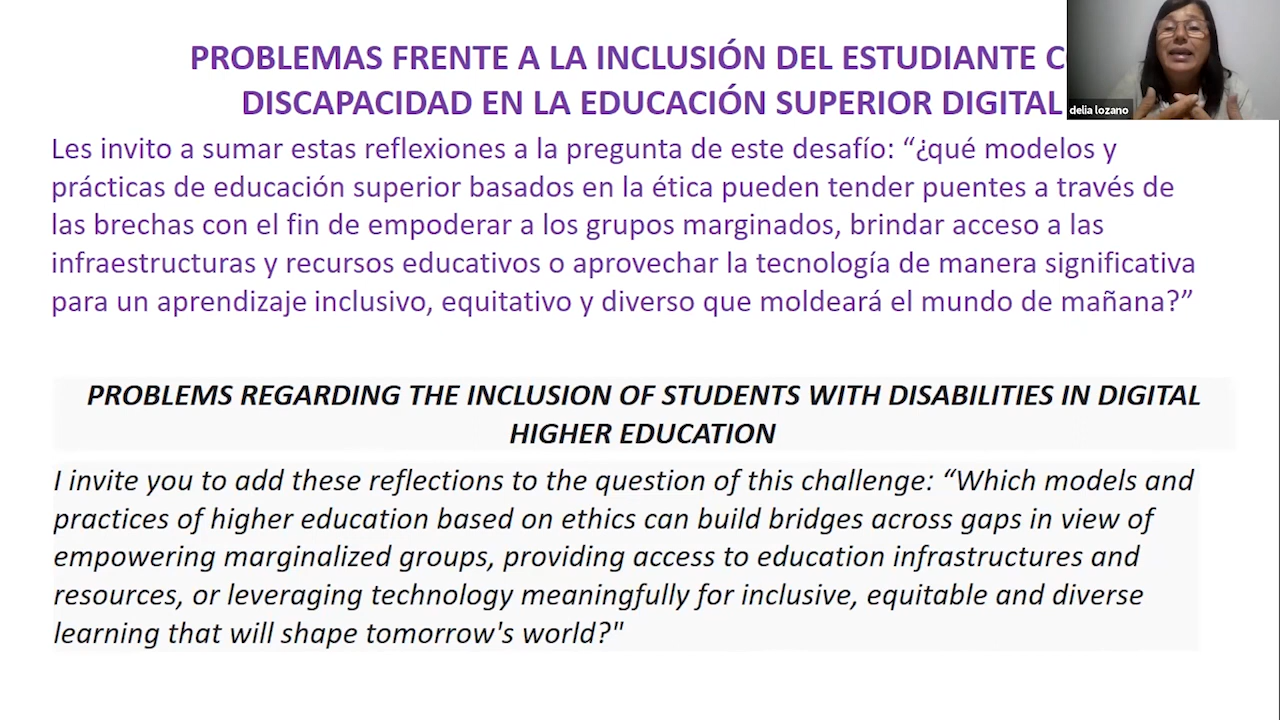 PROBLEMAS FRENTE A LA INCLUSIÓN DEL ESTUDIANTE
DISCAPACIDAD EN LA EDUCACIÓN SUPERIOR DIGITAL
delia lozano
Les invito a sumar estas reflexiones a la pregunta de este desafío: “¿qué modelos y
prácticas de educación superior basados en la ética pueden tender puentes a través de
las brechas con el fin de empoderar a los grupos marginados, brindar acceso a las
infraestructuras y recursos educativos o aprovechar la tecnología de manera significativa
para un aprendizaje inclusivo, equitativo y diverso que moldeará el mundo de mañana?”
PROBLEMS REGARDING THE INCLUSION OF STUDENTS WITH DISABILITIES IN DIGITAL
HIGHER EDUCATION
I invite you to add these reflections to the question of this challenge: “Which models and
practices of higher education based on ethics can build bridges across gaps in view of
empowering marginalized groups, providing access to education infrastructures and
resources, or leveraging technology meaningfully for inclusive, equitable and diverse
learning that will shape tomorrow's world?"